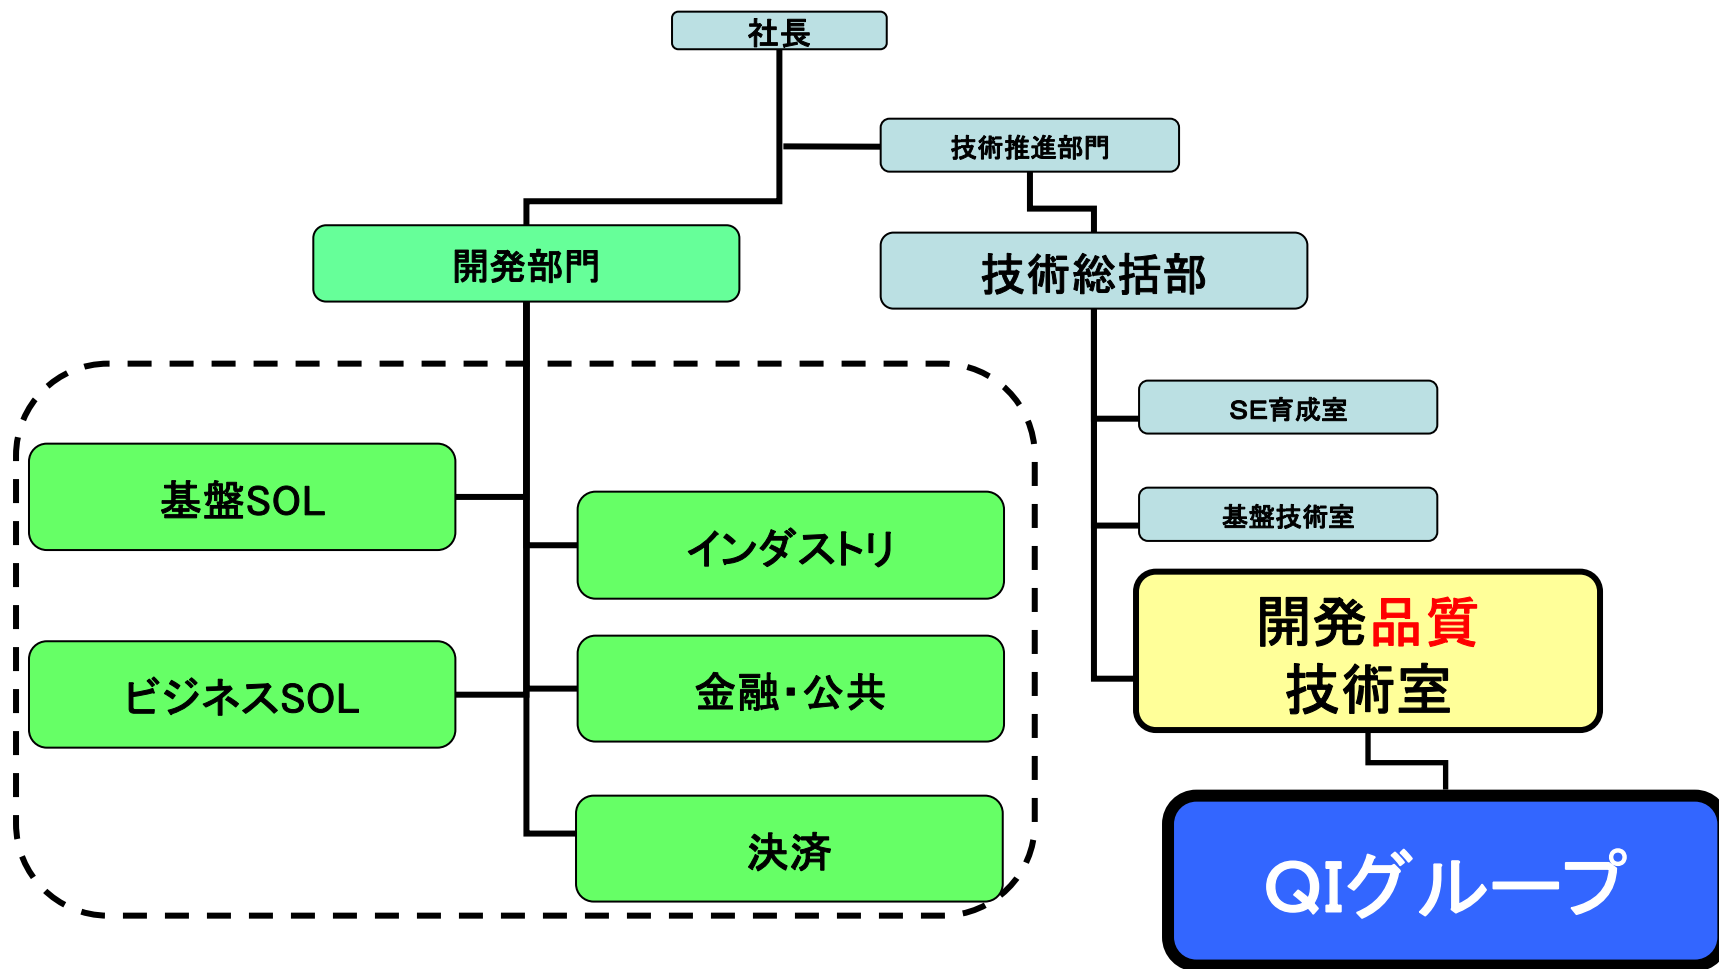 社長
技術推進部門
開発部門
技術総括部
SE育成室
基盤SOL
インダストリ
基盤技術室
開発品質
技術室
ビジネスSOL
金融・公共
決済
QIグループ